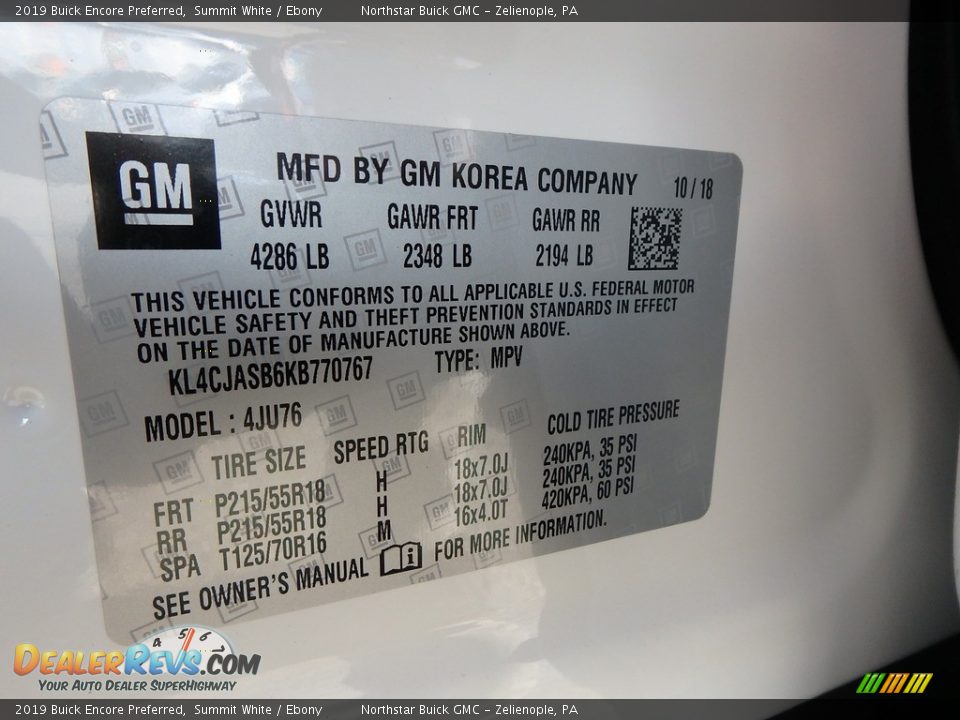 2019 Buick Encore Preferred, Summit White / Ebony Northstar Buick GMC - Zelienople, PA
GM
MFD BY GM KOREA COMPANY 10/18
GVWR GAWR FRT GAWR RR
4286 LB 2348 LB 2194 LB
THIS VEHICLE CONFORMS TO ALL APPLICABLE U.S. FEDERAL MOTOR
VEHICLE SAFETY AND THEFT PREVENTION STANDARDS IN EFFECT
ON THE DATE OF MANUFACTURE SHOWN ABOVE.
KL4CJASB6KB770767 TYPE: MPV
MODEL : 4JU76
TIRE SIZE SPEED RTG RIM COLD TIRE PRESSURE
FRT P215/55R18 H 18x7.0J 240KPA, 35 PSI
RR P215/55R18 H 18x7.0J 240KPA, 35 PSI
SPA T125/70R16 M 16x4.0T 420KPA, 60 PSI
SEE OWNER'S MANUAL i FOR MORE INFORMATION.
4 5 6
DEALERREVS.COM
YOUR AUTO DEALER SUPERHIGHWAY
2019 Buick Encore Preferred, Summit White / Ebony Northstar Buick GMC - Zelienople, PA